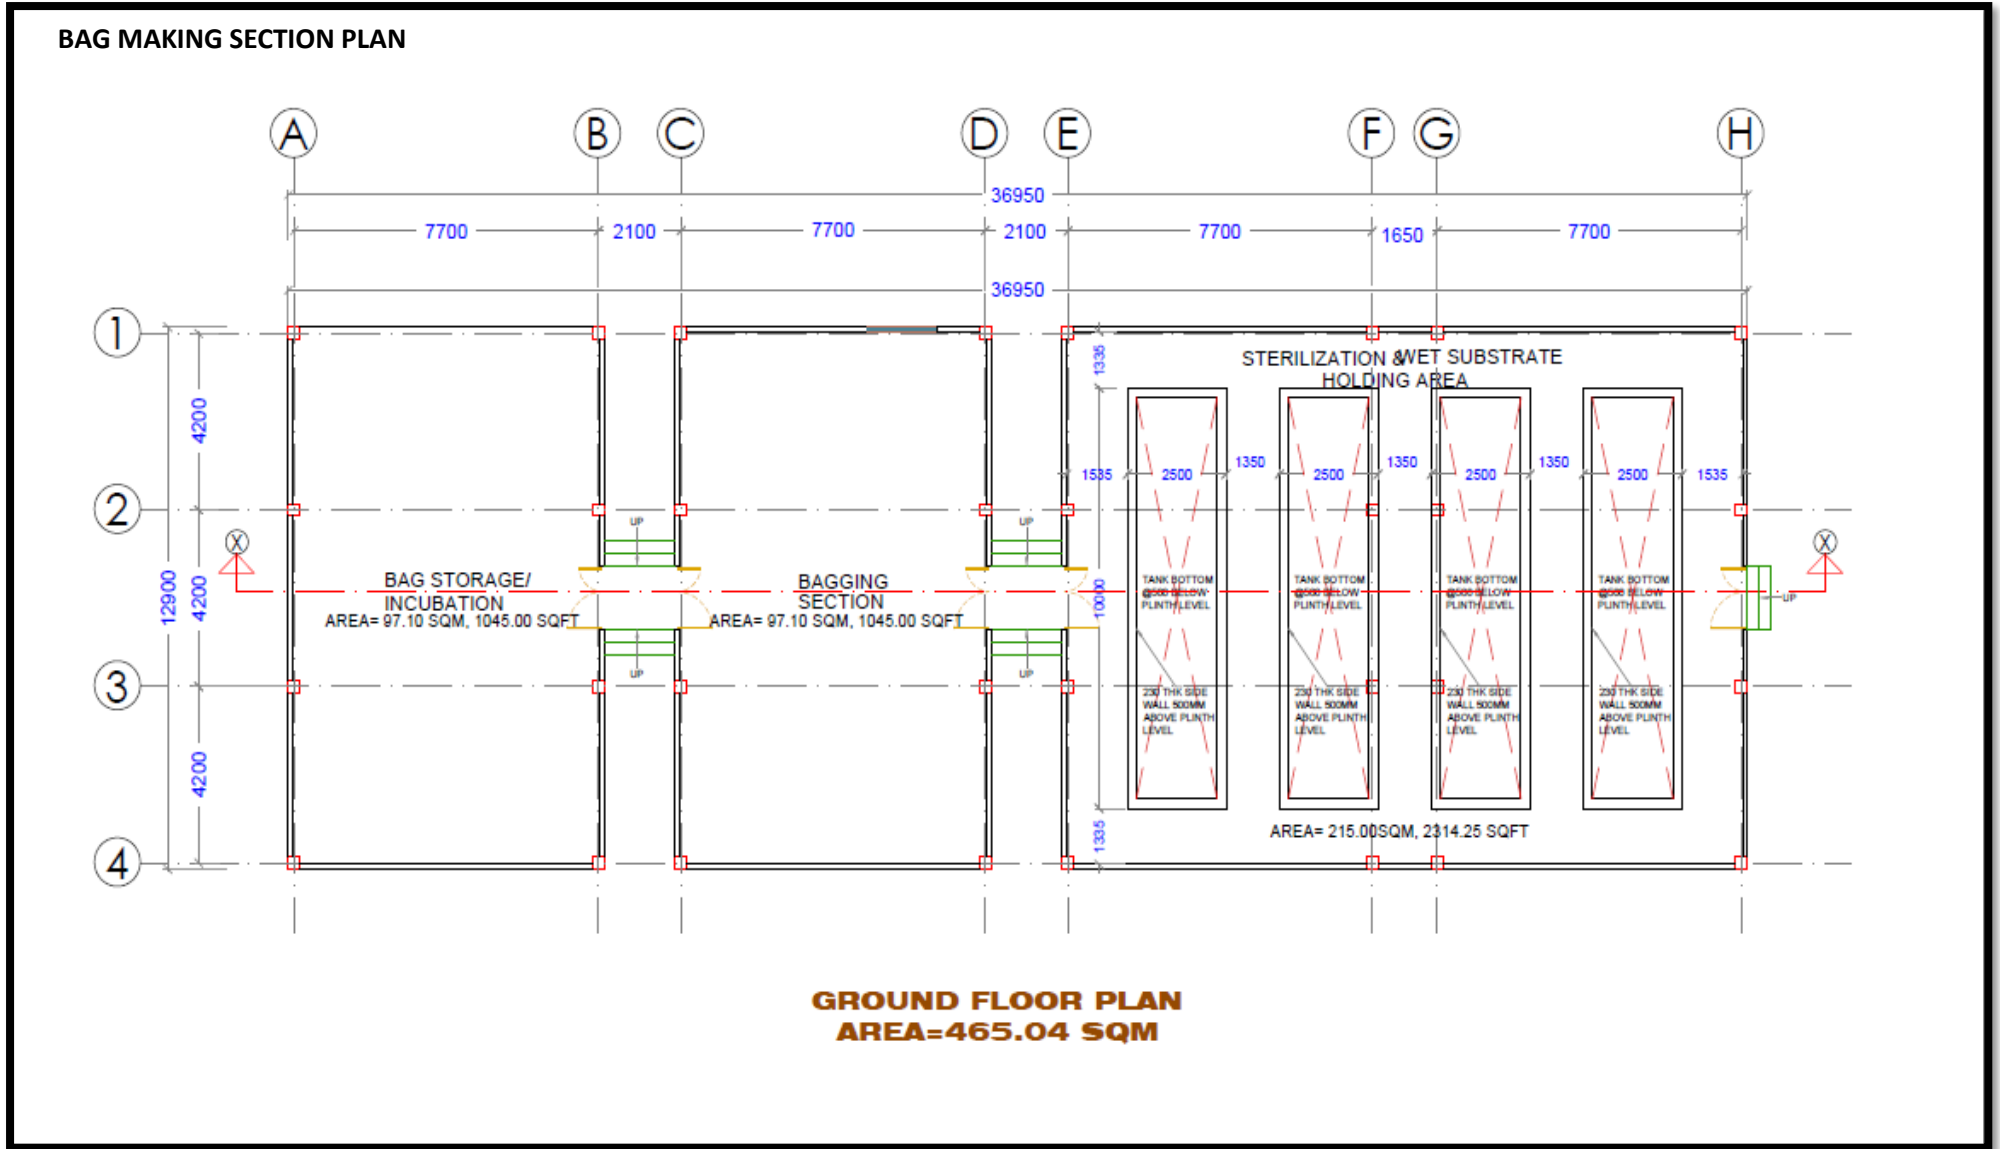 BAG MAKING SECTION PLAN
A B C D E F G H
36950
7700 2100 7700 2100 7700 1650 7700
36950
1
2
3
4
4200
4200
4200
12900
X
X
BAG STORAGE/
INCUBATION
AREA= 97.10 SQM, 1045.00 SQFT
UP
UP
BAGGING
SECTION
AREA= 97.10 SQM, 1045.00 SQFT
UP
UP
STERILIZATION &WET SUBSTRATE
HOLDING AREA
1335
10000
1335
1535 2500 1350 2500 1350 2500 1350 2500 1535
TANK BOTTOM
BELOW
PLINTH LEVEL
TANK BOTTOM
BELOW
PLINTH LEVEL
TANK BOTTOM
BELOW
PLINTH LEVEL
TANK BOTTOM
BELOW
PLINTH LEVEL
UP
230 THK SIDE
WALL 500MM
ABOVE PLINTH
LEVEL
230 THK SIDE
WALL 500MM
ABOVE PLINTH
LEVEL
230 THK SIDE
WALL 500MM
ABOVE PLINTH
LEVEL
230 THK SIDE
WALL 500MM
ABOVE PLINTH
LEVEL
AREA= 215.00SQM, 2314.25 SQFT
GROUND FLOOR PLAN
AREA=465.04 SQM